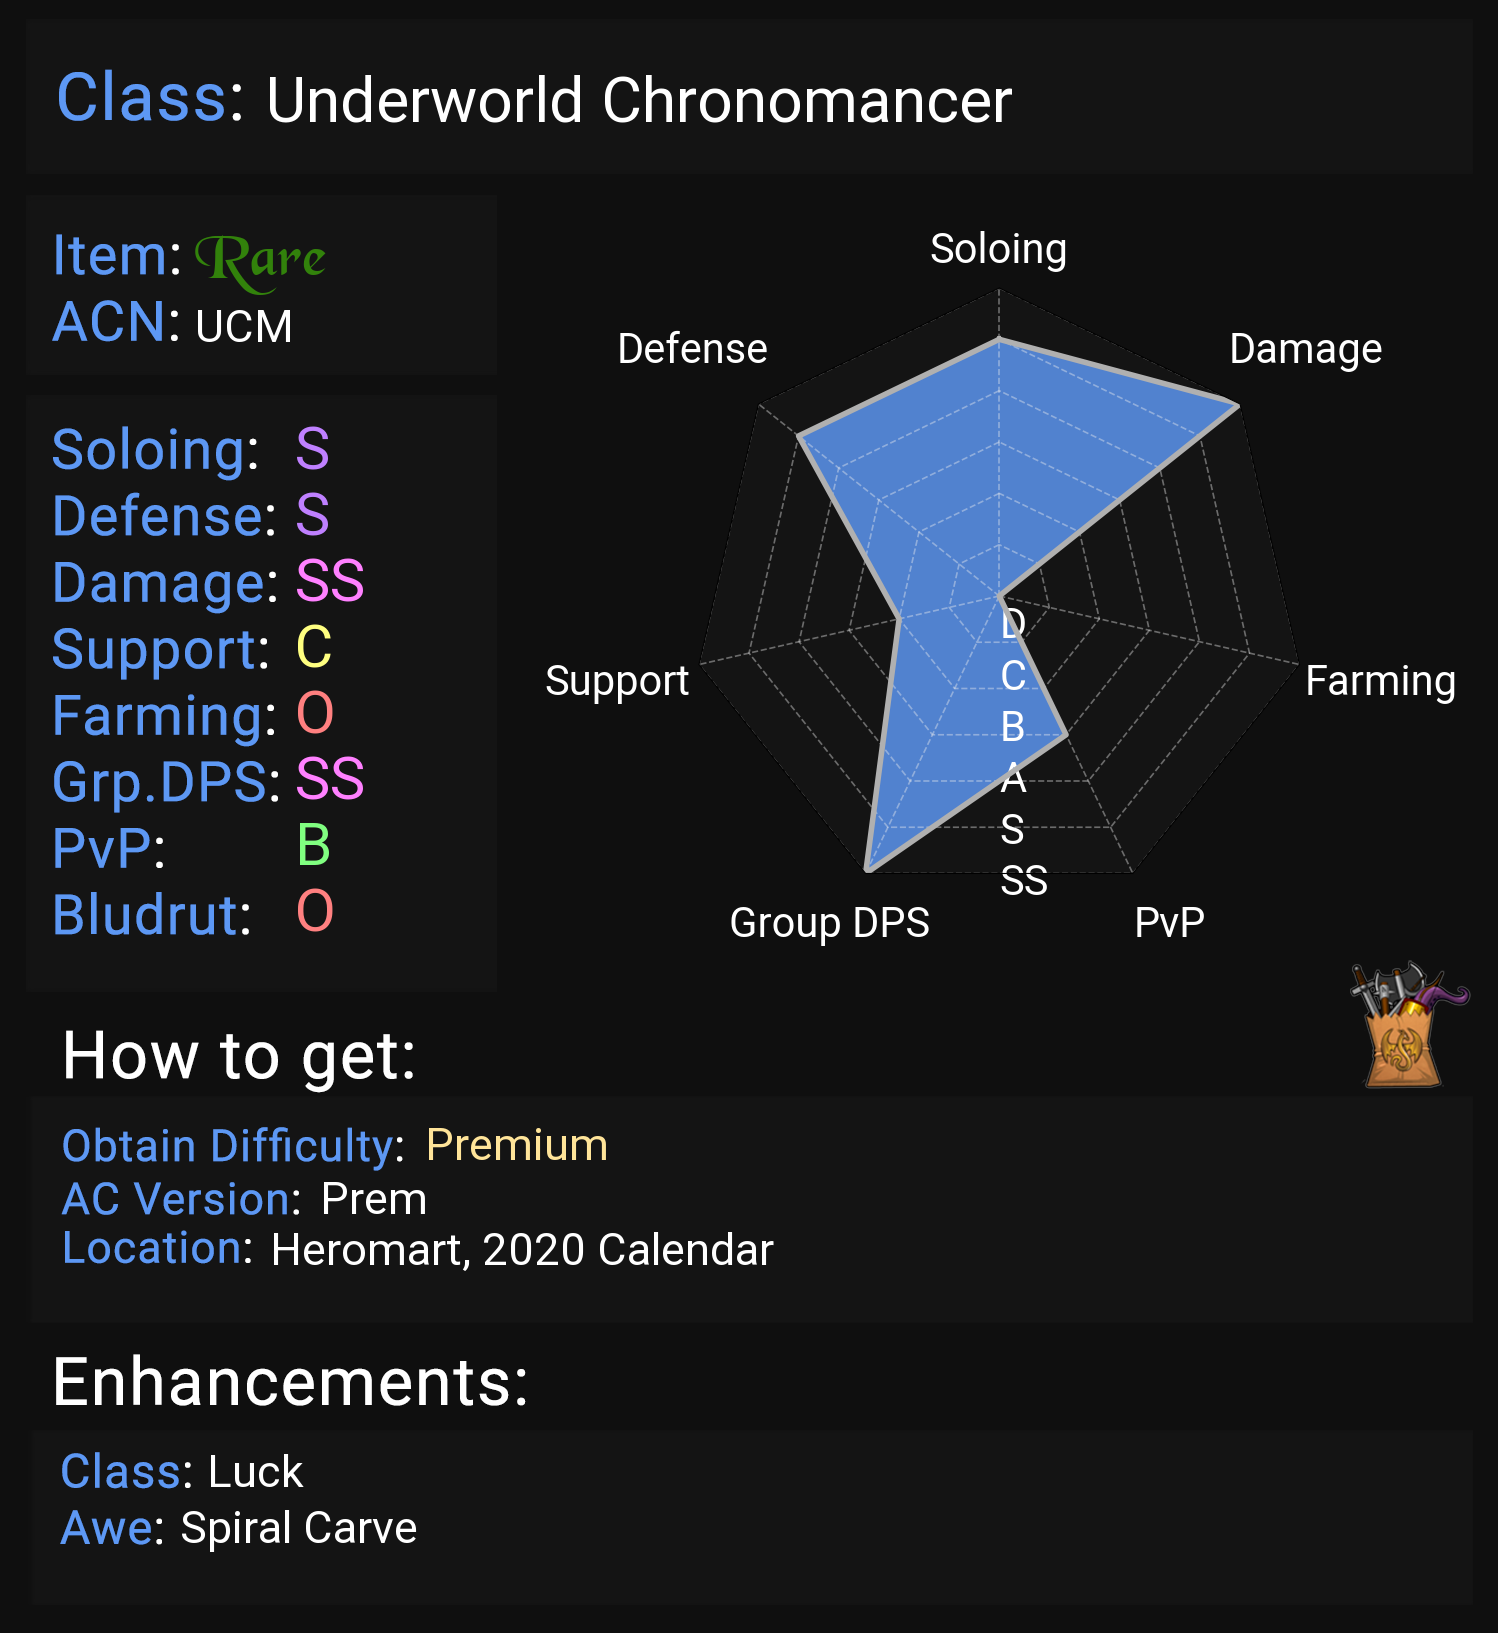 Class: Underworld Chronomancer
Item: Rare
ACN: UCM
Soloing: S
Defense: S
Damage: SS
Support: C
Farming: O
Grp.DPS: SS
PvP: B
Bludrut: O
Soloing
Defense
Damage
Support
Farming
D
C
B
A
S
SS
Group DPS
PvP
How to get:
Obtain Difficulty: Premium
AC Version: Prem
Location: Heromart, 2020 Calendar
Enhancements:
Class: Luck
Awe: Spiral Carve